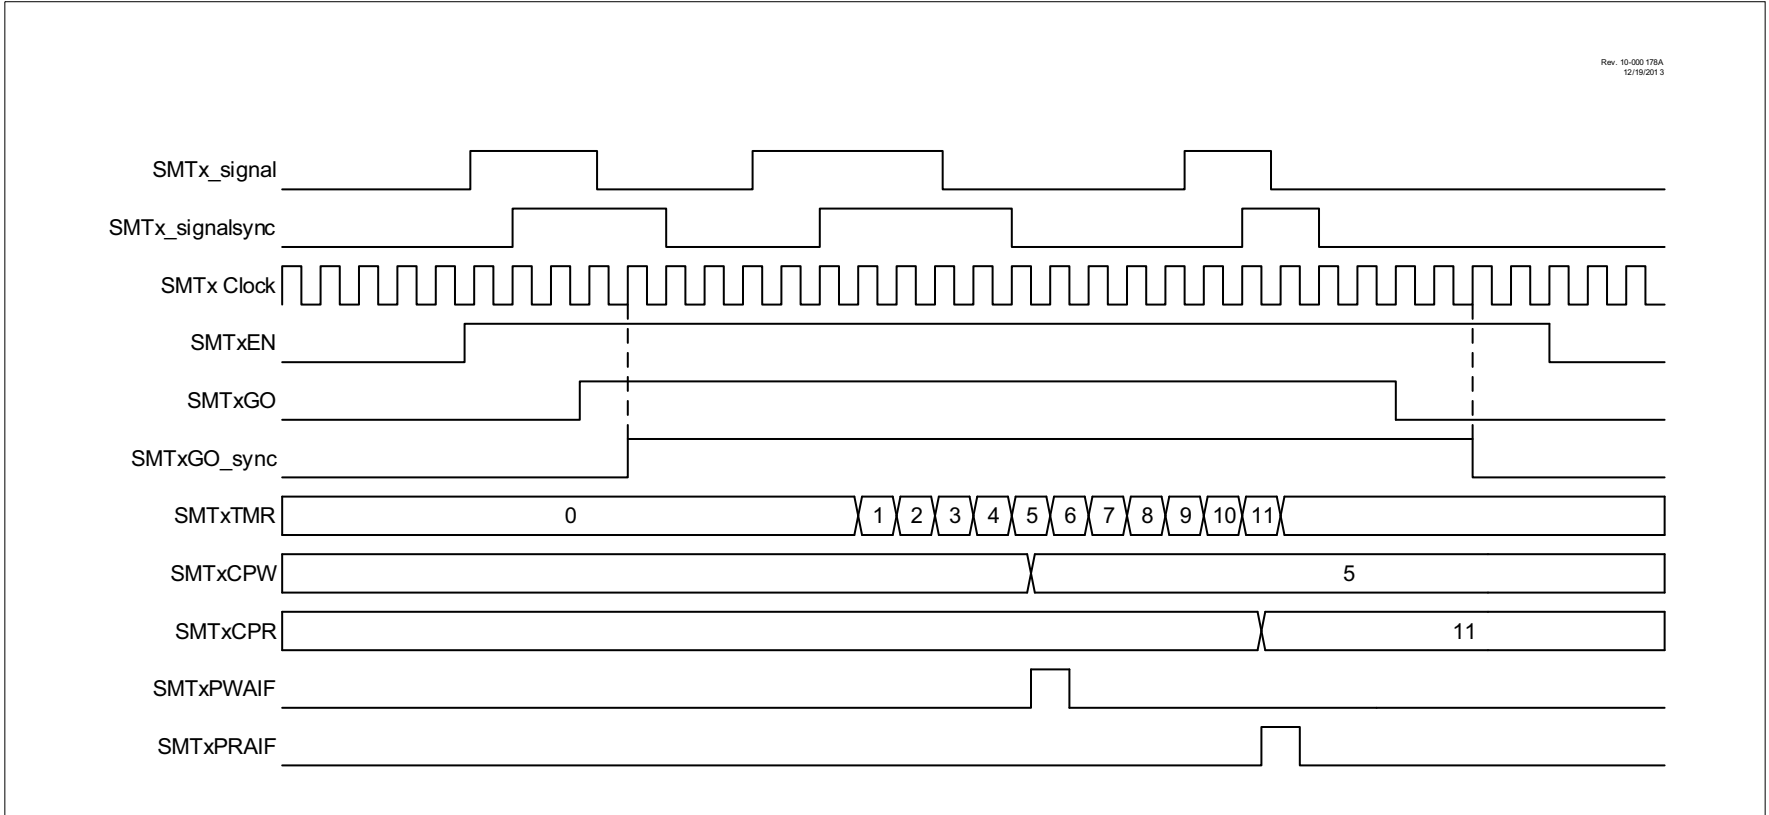 Rev. 10-000 178A
12/19/201 3
SMTx_signal
SMTx_signalsync
SMTx Clock
SMTxEN
SMTxGO
SMTxGO_sync
SMTxTMR 0 1 2 3 4 5 6 7 8 9 10 11
SMTxCPW 5
SMTxCPR 11
SMTxPWAIF
SMTxPRAIF